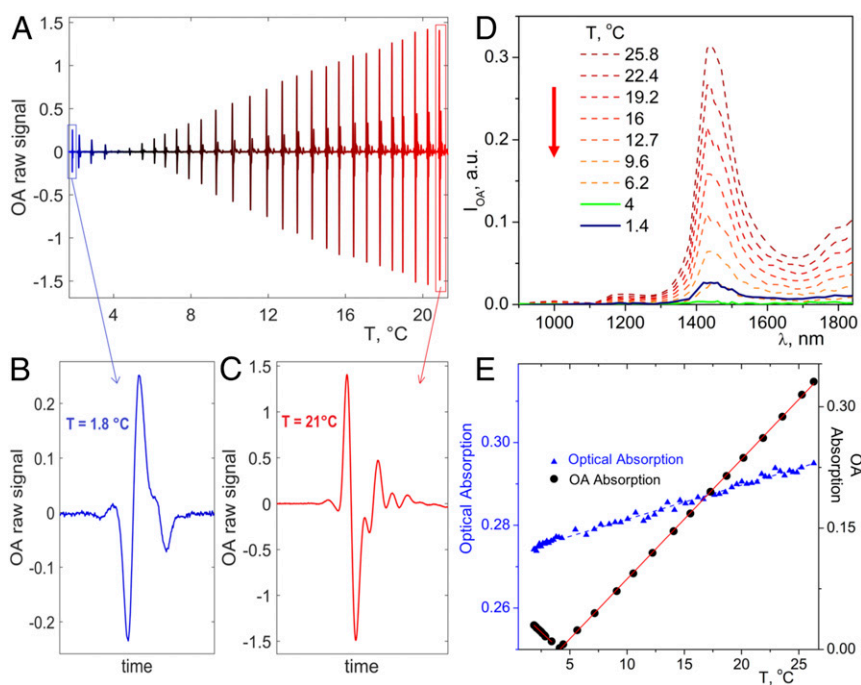 A
OA raw signal
1.5
1
0.5
0
-0.5
-1
-1.5
4 8 12 16 20
T, °C
B
OA raw signal
0.2
0.1
0
-0.1
-0.2
T = 1.8 °C
time
C
OA raw signal
1.5
1
0.5
0
-0.5
-1
-1.5
T = 21°C
time
D
I_OA, a.u.
0.3
0.2
0.1
0.0
T, °C
25.8
22.4
19.2
16
12.7
9.6
6.2
4
1.4
1000 1200 1400 1600 1800
λ, nm
E
Optical Absorption
0.30
0.28
0.26
Optical Absorption
OA Absorption
0.30
0.15
0.00
OA
Absorption
5 10 15 20 25
T, °C